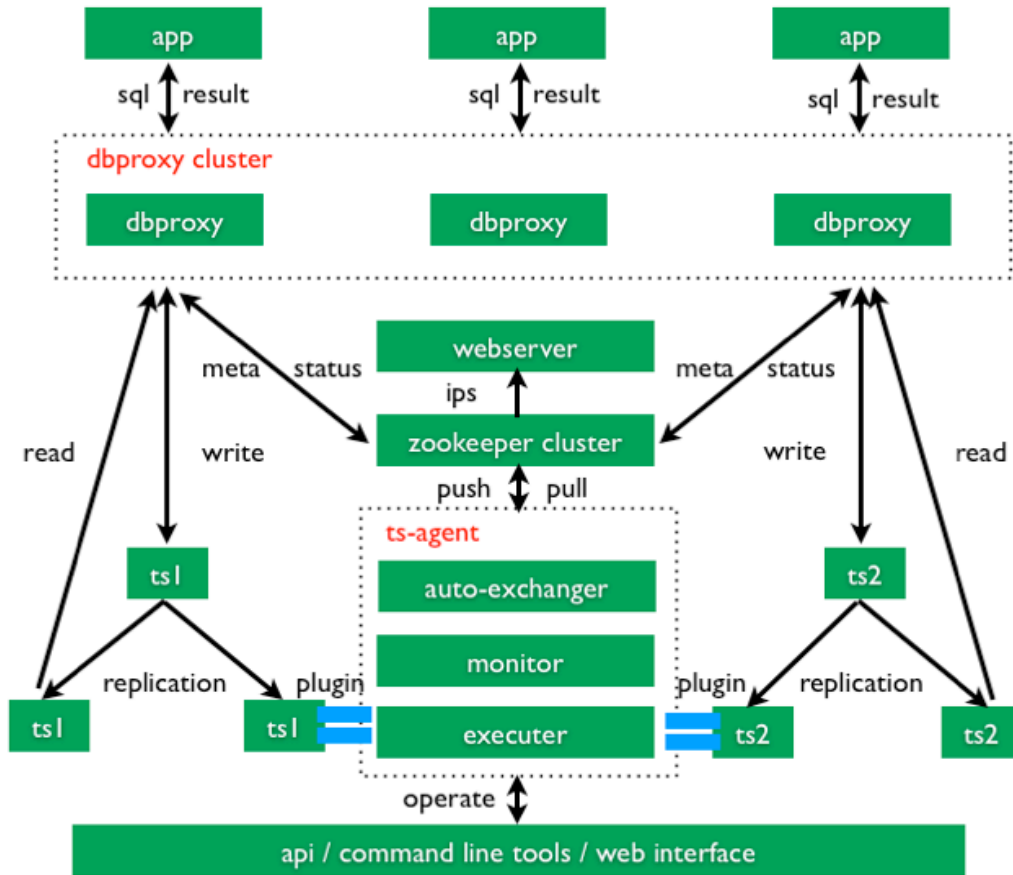 app app app
sql result sql result sql result
dbproxy cluster
dbproxy dbproxy dbproxy
webserver
meta status meta status
ips
zookeeper cluster
read write write read
push pull
ts-agent
ts1 ts2
auto-exchanger
monitor
replication plugin plugin replication
ts1 ts1 executer ts2 ts2
operate
api / command line tools / web interface